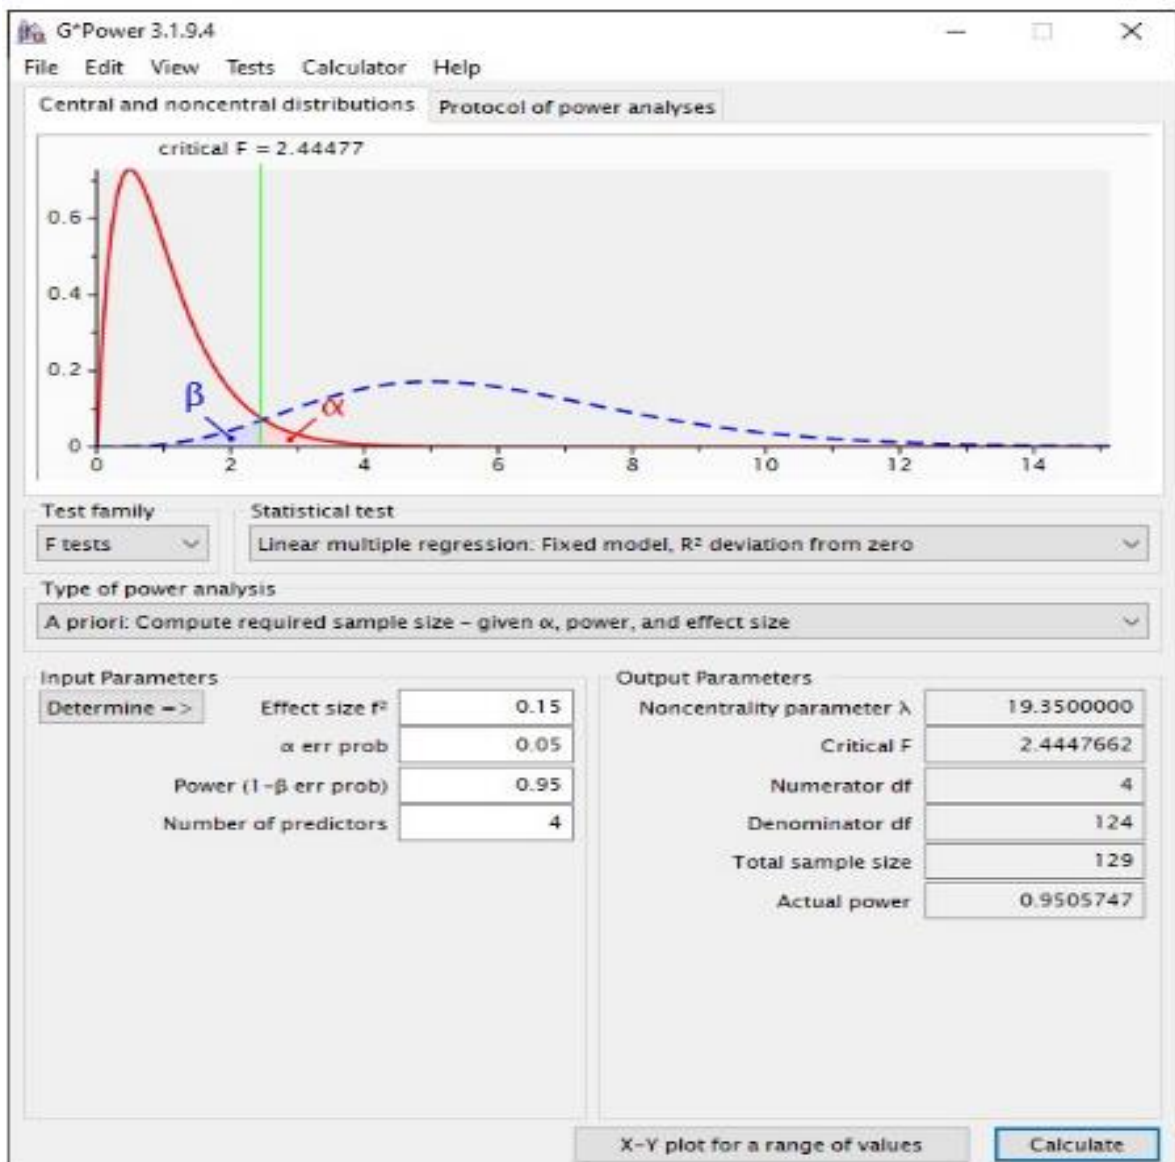 G*Power 3.1.9.4
File Edit View Tests Calculator Help
Central and noncentral distributions Protocol of power analyses
critical F = 2.44477
0.6
0.4
0.2
0
β
α
0 2 4 6 8 10 12 14
Test family Statistical test
F tests Linear multiple regression: Fixed model, R² deviation from zero
Type of power analysis
A priori: Compute required sample size – given α, power, and effect size
Input Parameters Output Parameters
Determine => Effect size f² 0.15 Noncentrality parameter λ 19.3500000
α err prob 0.05 Critical F 2.4447662
Power (1-β err prob) 0.95 Numerator df 4
Number of predictors 4 Denominator df 124
Total sample size 129
Actual power 0.9505747
X-Y plot for a range of values Calculate